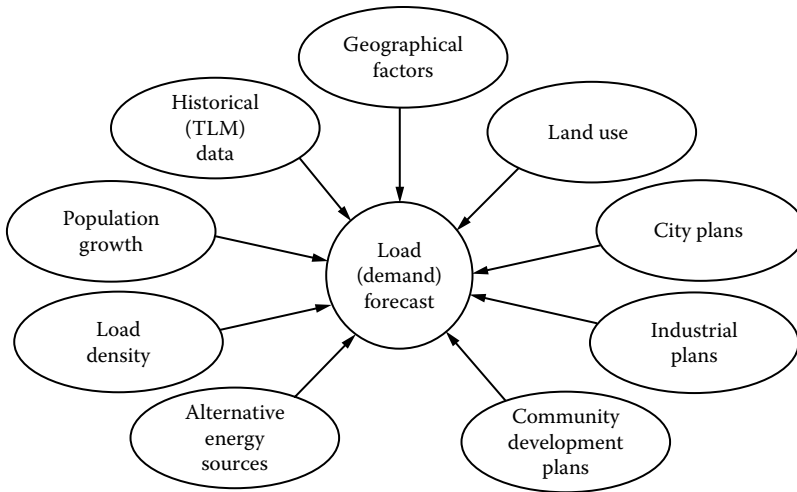 Geographical
factors
Historical
(TLM)
data
Land use
Population
growth
Load
(demand)
forecast
City plans
Load
density
Industrial
plans
Alternative
energy
sources
Community
development
plans